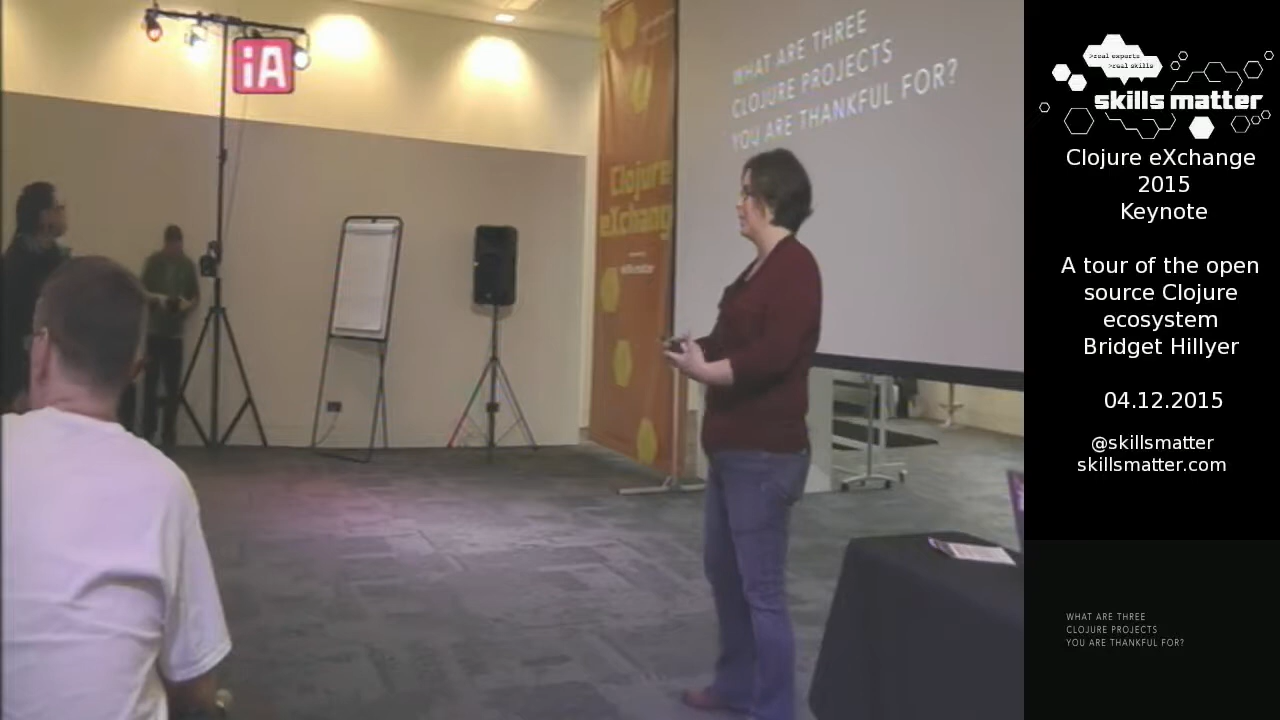 iA
WHAT ARE THREE
CLOJURE PROJECTS
YOU ARE THANKFUL FOR?
Clojure
eXchang
>real experts
>real skills
skills matter
Clojure eXchange
2015
Keynote
A tour of the open
source Clojure
ecosystem
Bridget Hillyer
04.12.2015
@skillsmatter
skillsmatter.com
WHAT ARE THREE
CLOJURE PROJECTS
YOU ARE THANKFUL FOR?